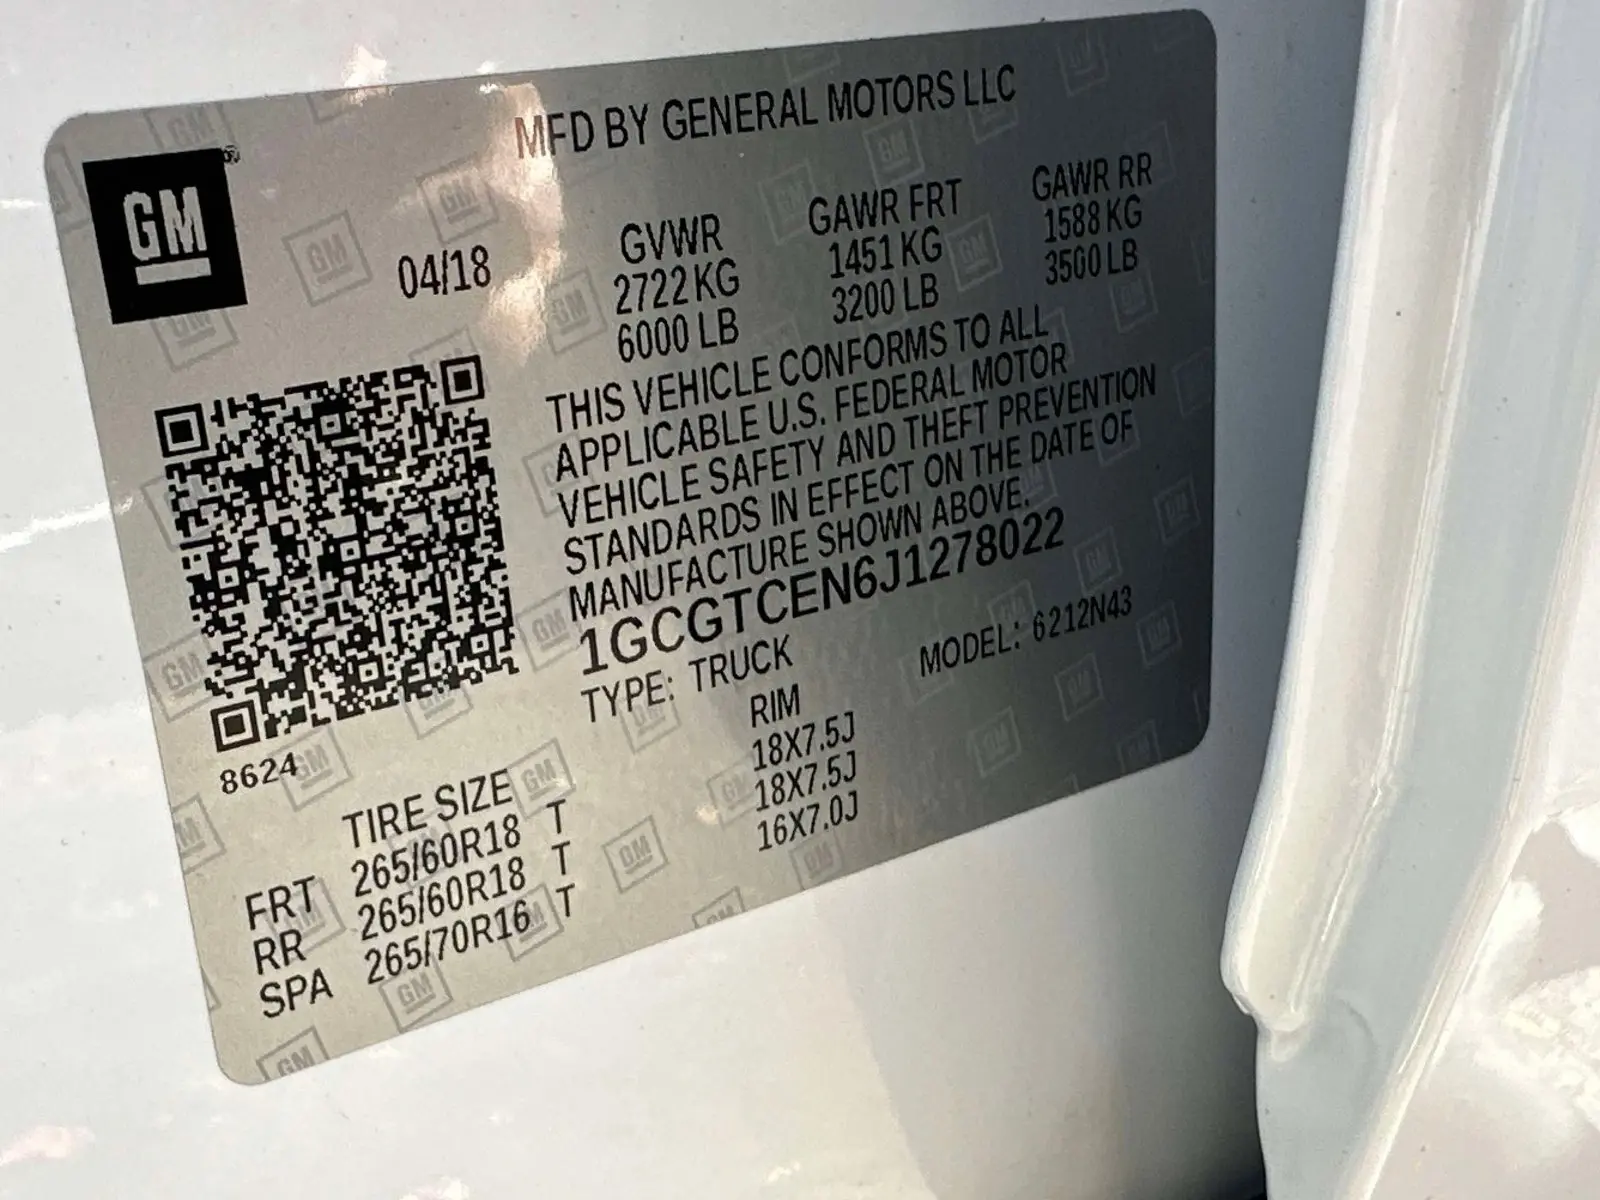 MFD BY GENERAL MOTORS LLC
GM
04/18
GVWR GAWR FRT GAWR RR
2722 KG 1451 KG 1588 KG
6000 LB 3200 LB 3500 LB
THIS VEHICLE CONFORMS TO ALL
APPLICABLE U.S. FEDERAL MOTOR
VEHICLE SAFETY AND THEFT PREVENTION
STANDARDS IN EFFECT ON THE DATE OF
MANUFACTURE SHOWN ABOVE.
1GCGTCEN6J1278022
TYPE: TRUCK MODEL: 6212N43
8624
TIRE SIZE RIM
FRT 265/60R18 T 18X7.5J
RR 265/60R18 T 18X7.5J
SPA 265/70R16 T 16X7.0J